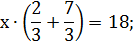 x · (2/3 + 7/3) = 18;